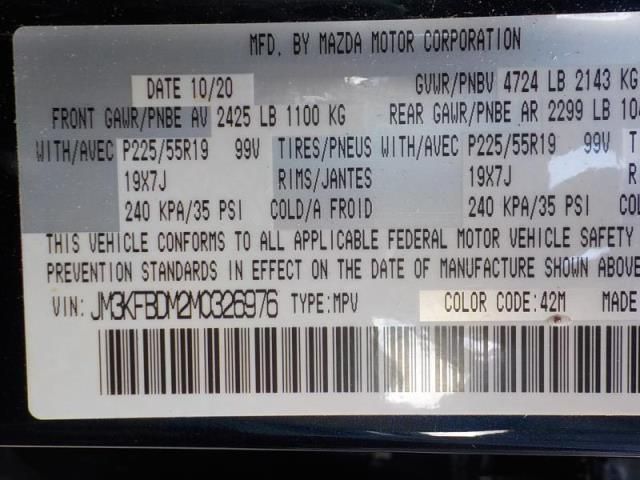 MFD. BY MAZDA MOTOR CORPORATION
DATE 10/20 GVWR/PNBV 4724 LB 2143 KG
FRONT GAWR/PNBE AV 2425 LB 1100 KG REAR GAWR/PNBE AR 2299 LB 10
WITH/AVEC P225/55R19 99V TIRES/PNEUS WITH/AVEC P225/55R19 99V T
19X7J RIMS/JANTES 19X7J R
240 KPA/35 PSI COLD/A FROID 240 KPA/35 PSI CO
THIS VEHICLE CONFORMS TO ALL APPLICABLE FEDERAL MOTOR VEHICLE SAFETY
PREVENTION STANDARDS IN EFFECT ON THE DATE OF MANUFACTURE SHOWN ABOVE
VIN: JM3KFBDM2M0326976 TYPE:MPV COLOR CODE:42M MADE